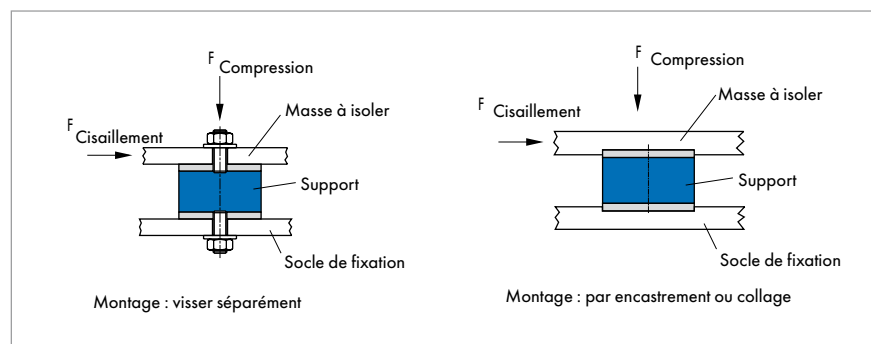 F Compression
Masse à isoler
F Cisaillement
Support
Socle de fixation
Montage : visser séparément
F Compression
Masse à isoler
F Cisaillement
Support
Socle de fixation
Montage : par encastrement ou collage